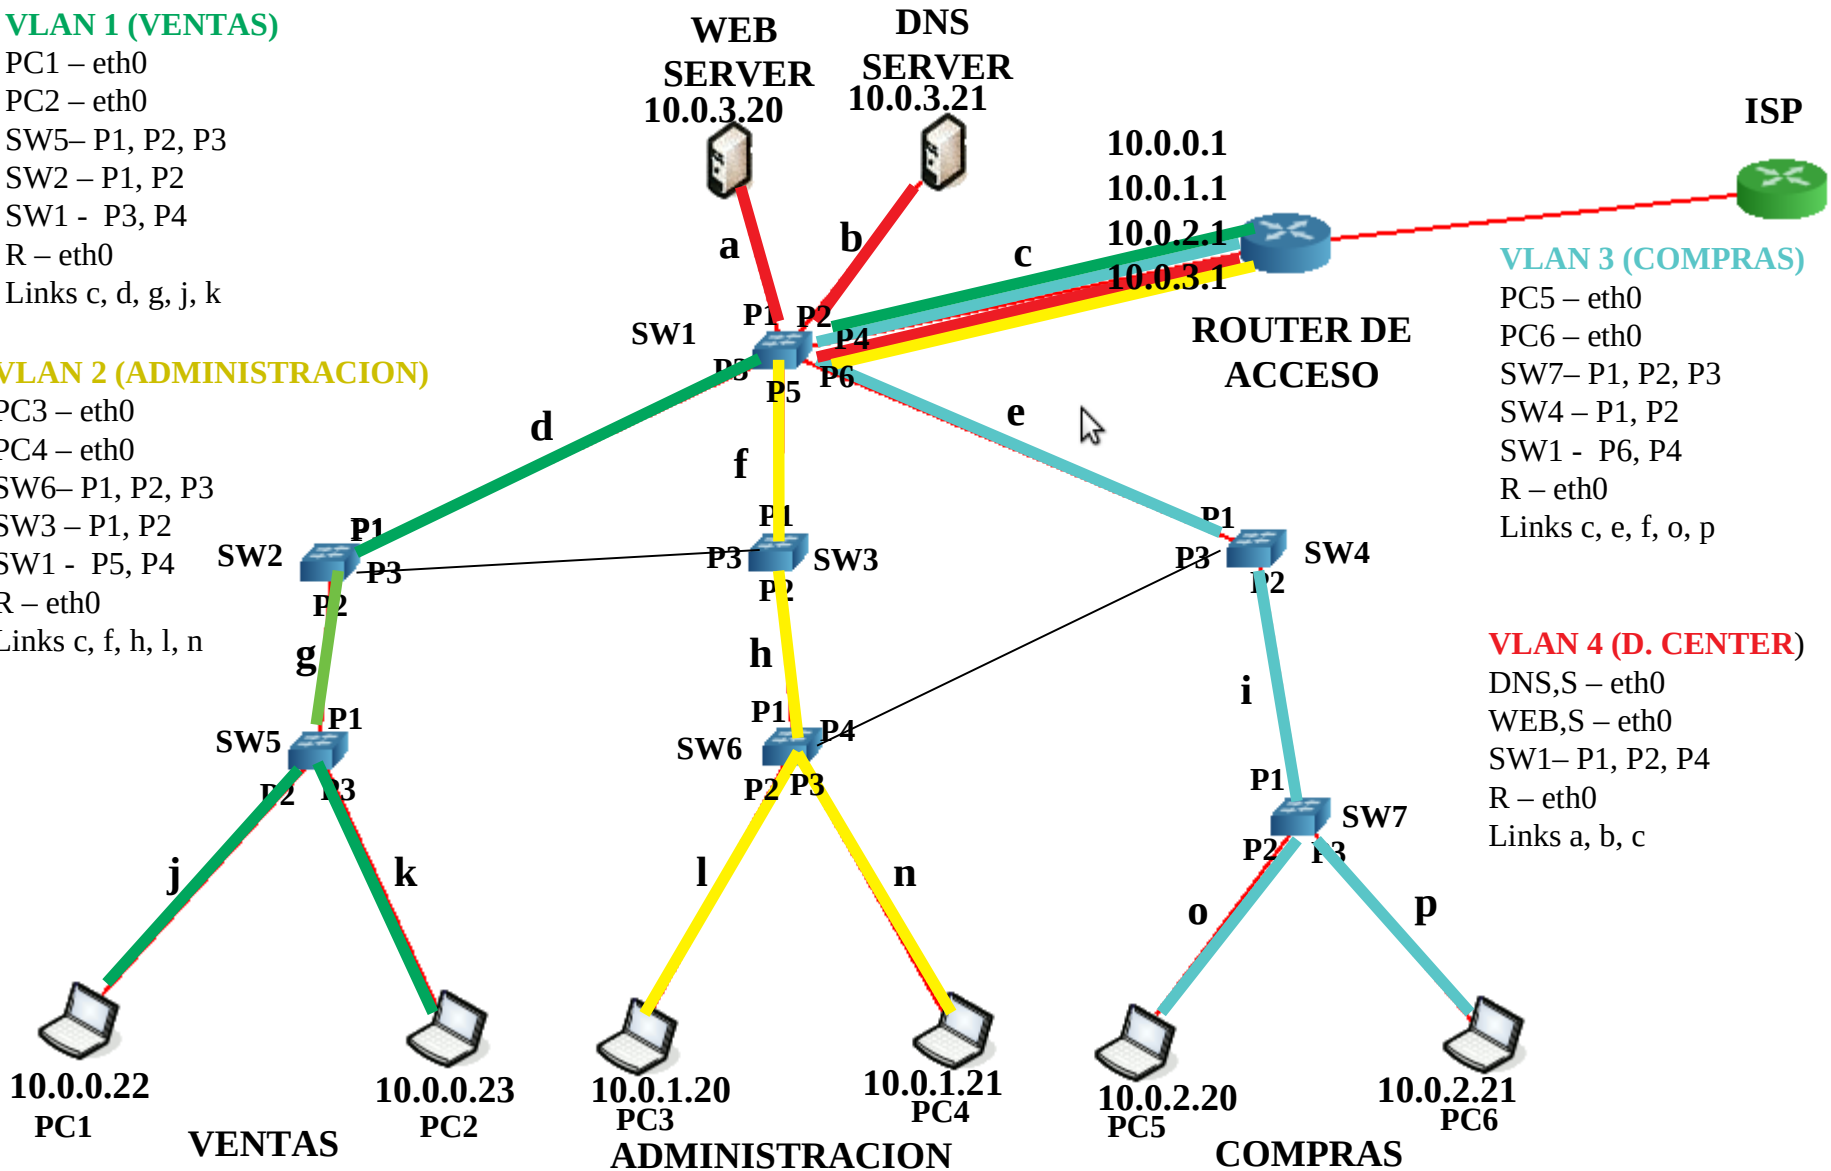 VLAN 1 (VENTAS)
PC1 – eth0
PC2 – eth0
SW5– P1, P2, P3
SW2 – P1, P2
SW1 -  P3, P4
R – eth0
Links c, d, g, j, k
VLAN 2 (ADMINISTRACION)
PC3 – eth0
PC4 – eth0
SW6– P1, P2, P3
SW3 – P1, P2
SW1 -  P5, P4
R – eth0
Links c, f, h, l, n
WEB
SERVER
10.0.3.20
DNS
SERVER
10.0.3.21
10.0.0.1
10.0.1.1
10.0.2.1
10.0.3.1
ISP
ROUTER DE
ACCESO
VLAN 3 (COMPRAS)
PC5 – eth0
PC6 – eth0
SW7– P1, P2, P3
SW4 – P1, P2
SW1 -  P6, P4
R – eth0
Links c, e, f, o, p
VLAN 4 (D. CENTER)
DNS,S – eth0
WEB,S – eth0
SW1– P1, P2, P4
R – eth0
Links a, b, c
a
b
c
SW1
P1
P2
P3
P4
P5
P6
d
f
e
SW2
P1
P3
P2
P1
P3
SW3
P2
P1
P3
SW4
P2
g
h
i
P1
SW5
P2
P3
P1
P4
SW6
P2
P3
P1
SW7
P2
P3
j
k
l
n
o
p
10.0.0.22
PC1
10.0.0.23
PC2
10.0.1.20
PC3
10.0.1.21
PC4
10.0.2.20
PC5
10.0.2.21
PC6
VENTAS
ADMINISTRACION
COMPRAS